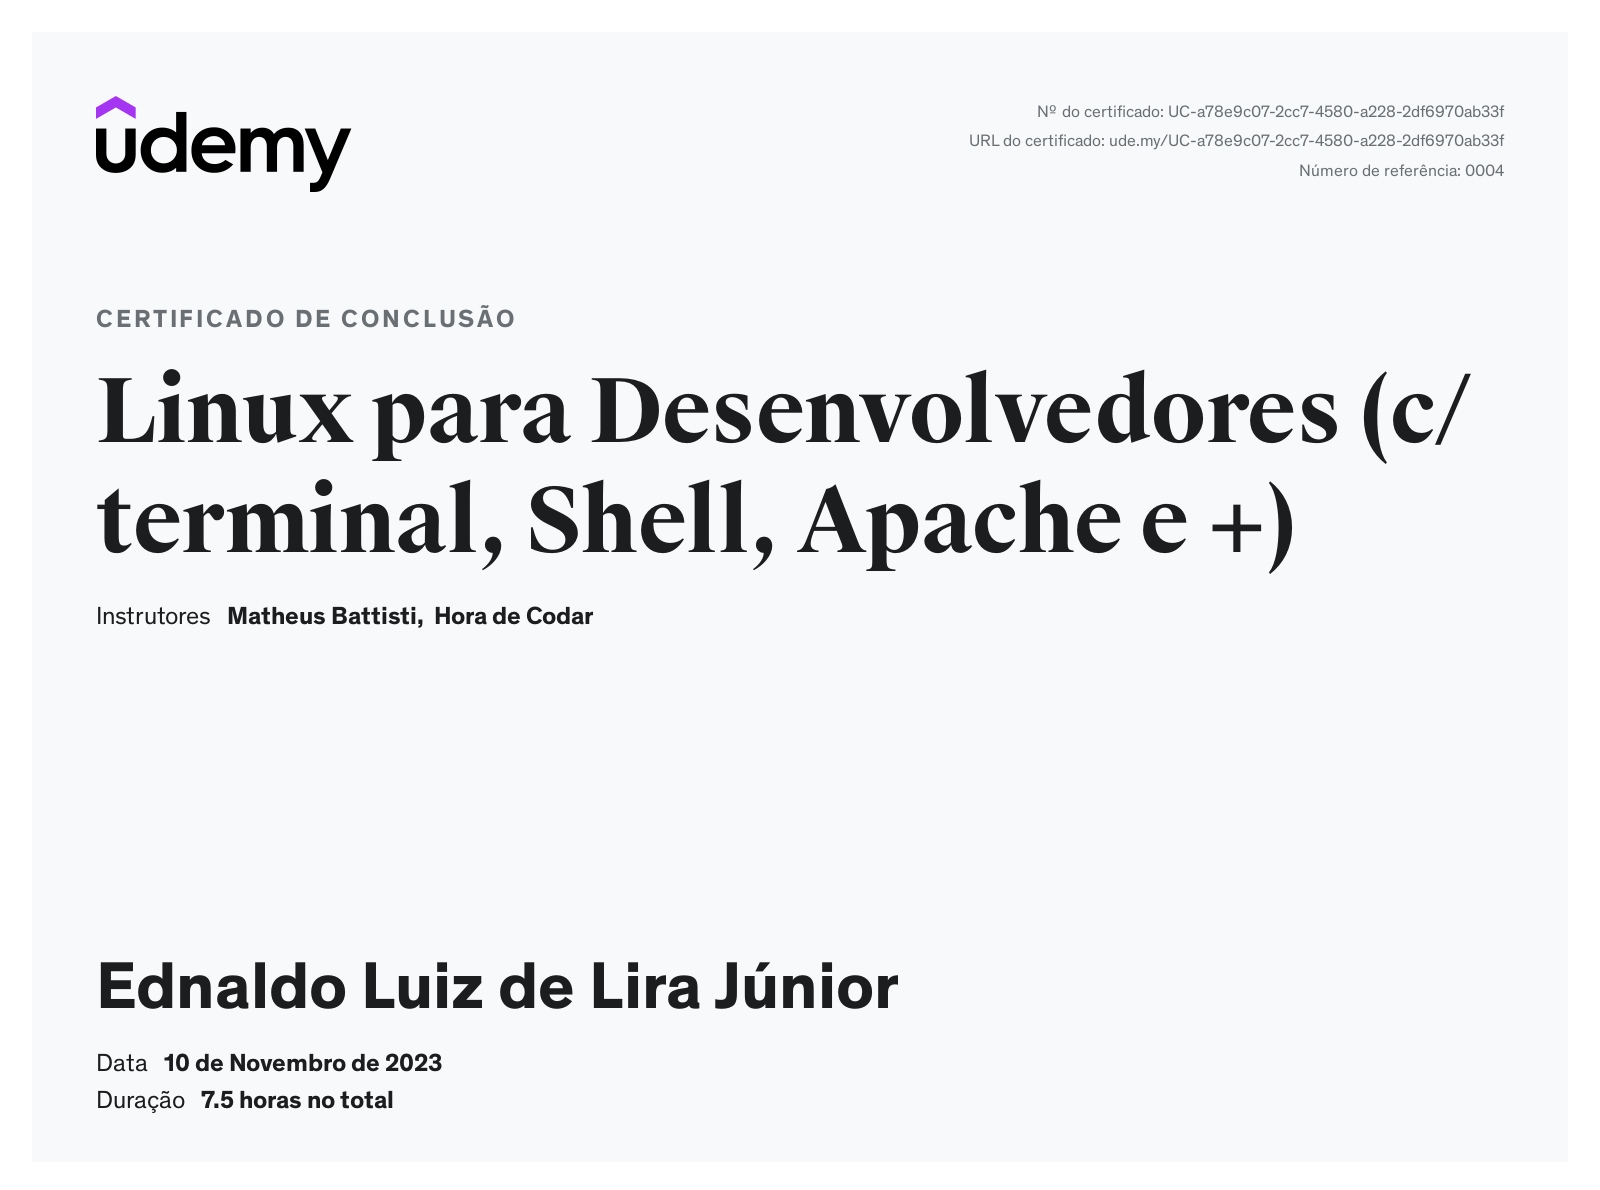 udemy
Nº do certificado: UC-a78e9c07-2cc7-4580-a228-2df6970ab33f
URL do certificado: ude.my/UC-a78e9c07-2cc7-4580-a228-2df6970ab33f
Número de referência: 0004
CERTIFICADO DE CONCLUSÃO
Linux para Desenvolvedores (c/
terminal, Shell, Apache e +)
Instrutores Matheus Battisti, Hora de Codar
Ednaldo Luiz de Lira Júnior
Data 10 de Novembro de 2023
Duração 7.5 horas no total